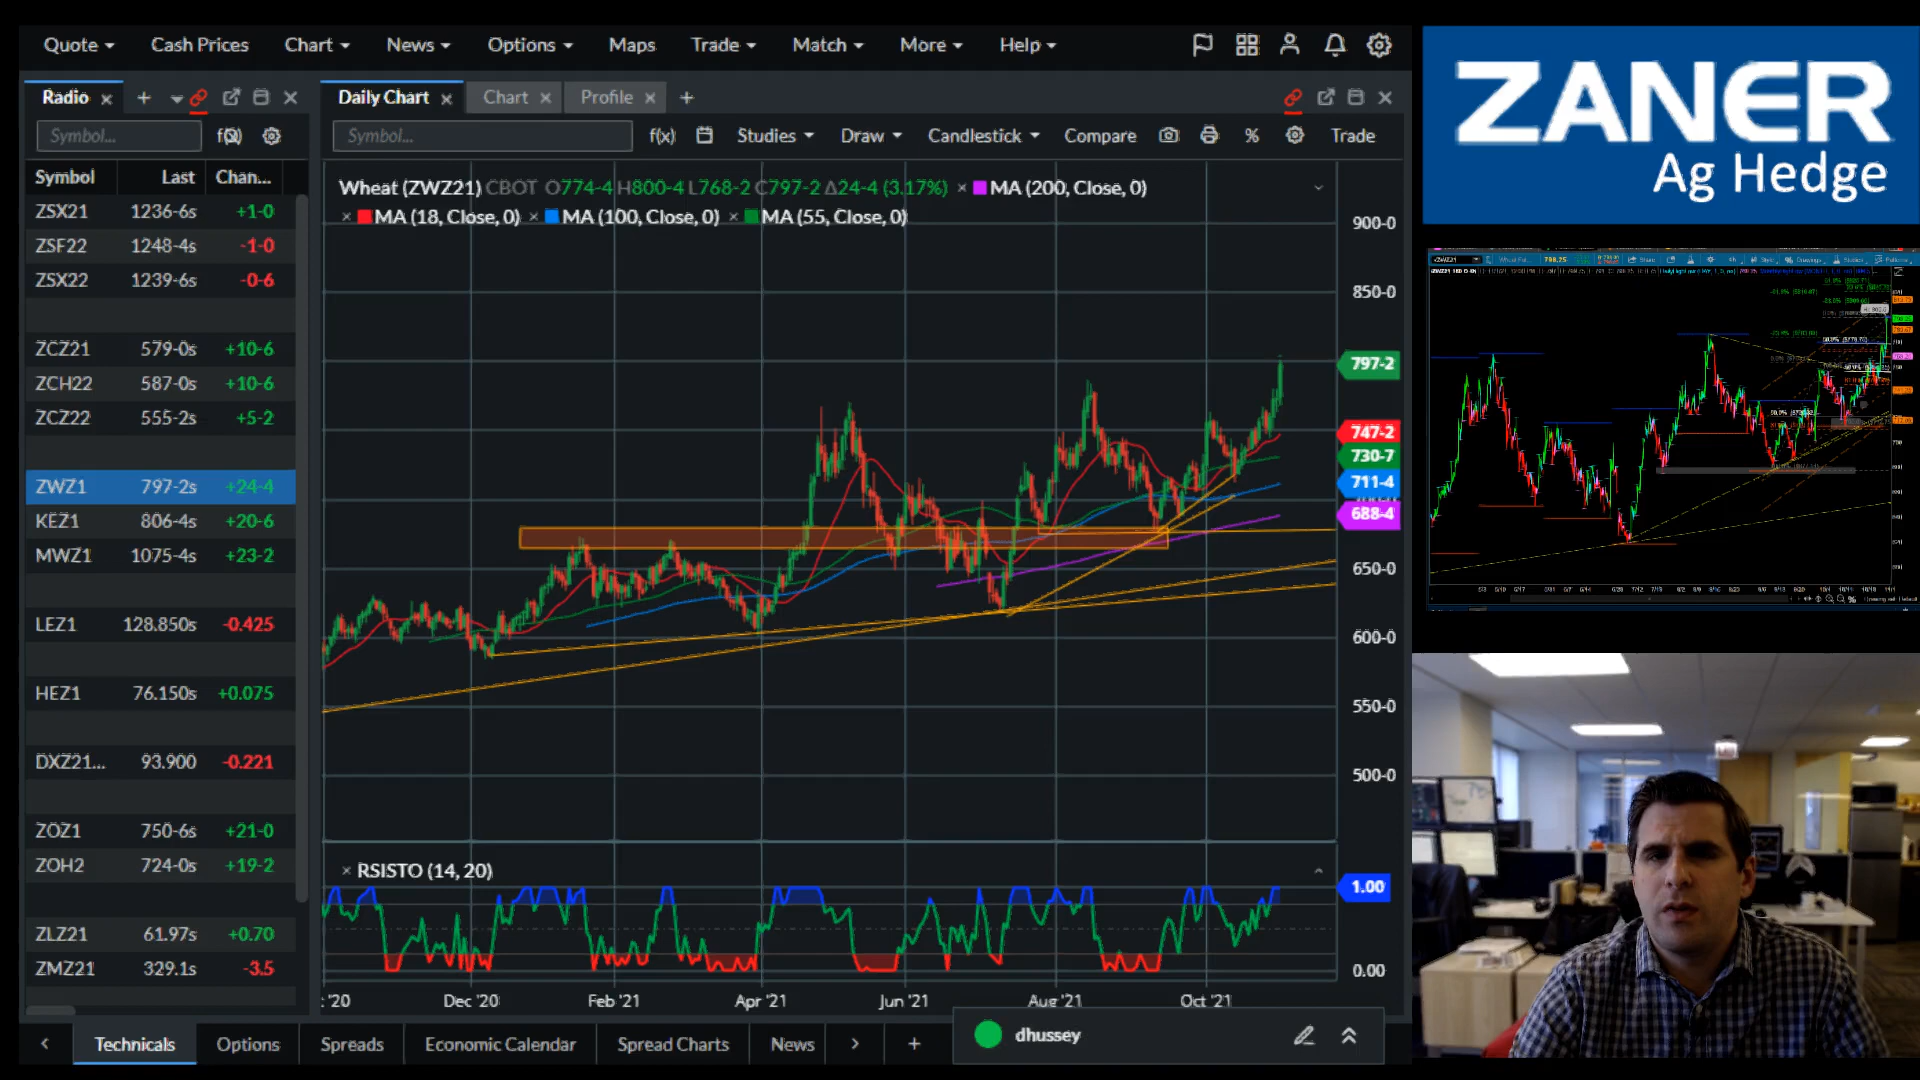 Quote Cash Prices Chart News Options Maps Trade Match More Help
Radio
Symbol...
Symbol Last Chan...
ZSX21 1236-6s +1-0
ZSF22 1248-4s -1-0
ZSX22 1239-6s -0-6
ZCZ21 579-0s +10-6
ZCH22 587-0s +10-6
ZCZ22 555-2s +5-2
ZWZ1 797-2s +24-4
KEZ1 806-4s +20-6
MWZ1 1075-4s +23-2
LEZ1 128.850s -0.425
HEZ1 76.150s +0.075
DXZ21... 93.900 -0.221
ZOZ1 750-6s +21-0
ZOH2 724-0s +19-2
ZLZ21 61.97s +0.70
ZMZ21 329.1s -3.5
Daily Chart Chart Profile
Symbol... f(x) Studies Draw Candlestick Compare % Trade
Wheat (ZWZ21) CBOT O774-4 H800-4 L768-2 C797-2 Δ24-4 (3.17%) × MA (200, Close, 0)
× MA (18, Close, 0) × MA (100, Close, 0) × MA (55, Close, 0)
900-0
850-0
797-2
747-2
730-7
711-4
688-4
650-0
600-0
550-0
500-0
× RSISTO (14, 20)
1.00
0.00
: '20 Dec '20 Feb '21 Apr '21 Jun '21 Aug '21 Oct '21
Technicals Options Spreads Economic Calendar Spread Charts News
dhussey
ZANER
Ag Hedge